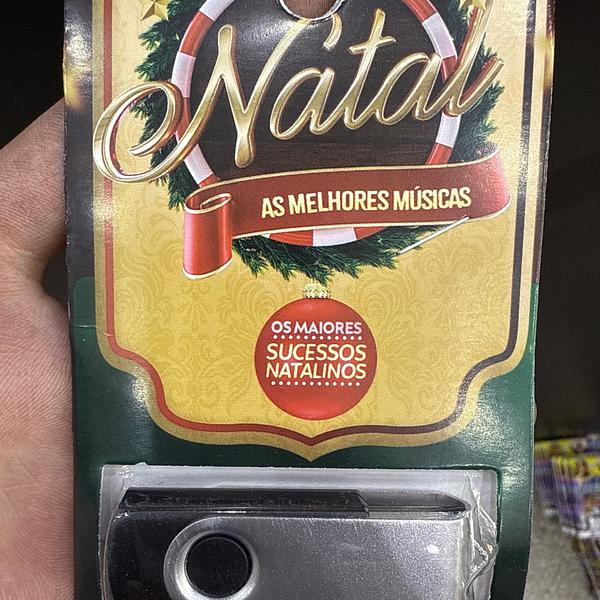 Natal
AS MELHORES MÚSICAS
OS MAIORES
SUCESSOS
NATALINOS